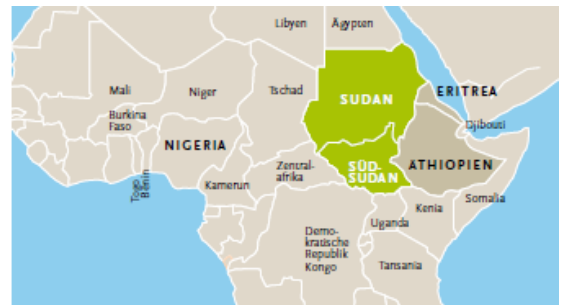 Libyen
Ägypten
Mali
Niger
Tschad
SUDAN
ERITREA
Burkina
Faso
Djibouti
NIGERIA
Togo
Benin
Kamerun
Zentral-
afrika
SÜD-
SUDAN
ÄTHIOPIEN
Somalia
Kenia
Uganda
Demo-
kratische
Republik
Kongo
Tansania